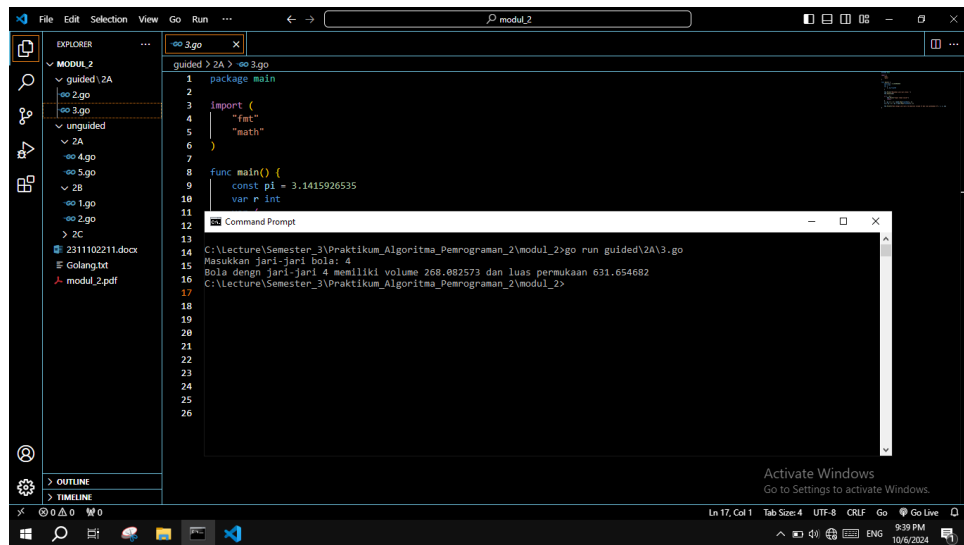 File Edit Selection View Go Run ··· modul_2
EXPLORER ···
MODUL_2
guided \ 2A
2.go
3.go
unguided
2A
4.go
5.go
2B
1.go
2.go
2C
2311102211.docx
Golang.txt
modul_2.pdf
OUTLINE
TIMELINE
3.go
guided > 2A > 3.go
1 package main
2
3 import (
4 "fmt"
5 "math"
6 )
7
8 func main() {
9 const pi = 3.1415926535
10 var r int
11
12
13
14
15
16
17
18
19
20
21
22
23
24
25
26
Command Prompt
C:\Lecture\Semester_3\Praktikum_Algoritma_Pemrograman_2\modul_2>go run guided\2A\3.go
Masukkan jari-jari bola: 4
Bola dengn jari-jari 4 memiliki volume 268.082573 dan luas permukaan 631.654682
C:\Lecture\Semester_3\Praktikum_Algoritma_Pemrograman_2\modul_2>
Activate Windows
Go to Settings to activate Windows.
0 0 0 Ln 17, Col 1 Tab Size: 4 UTF-8 CRLF Go Go Live
ENG 9:39 PM
10/6/2024